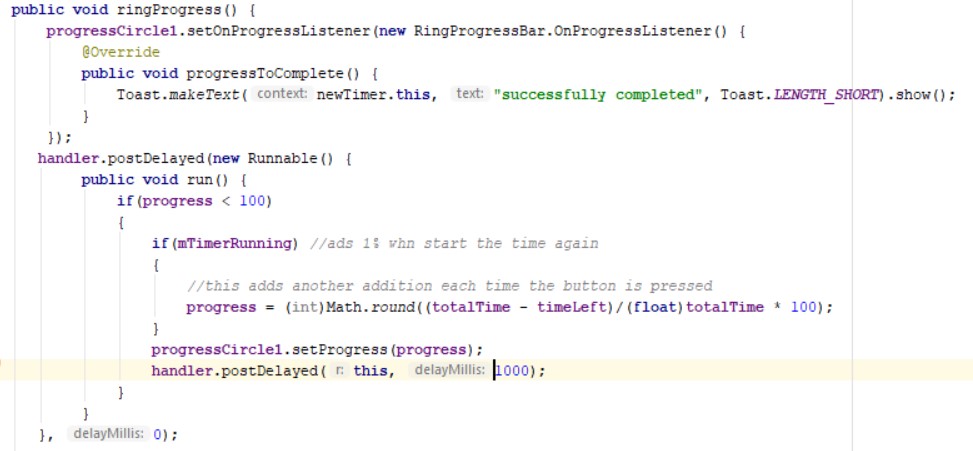 public void ringProgress() {
progressCircle1.setOnProgressListener(new RingProgressBar.OnProgressListener() {
@Override
public void progressToComplete() {
Toast.makeText( context: newTimer.this, text: "successfully completed", Toast.LENGTH_SHORT).show();
}
});
handler.postDelayed(new Runnable() {
public void run() {
if(progress < 100)
{
if(mTimerRunning) //ads 1% whn start the time again
{
//this adds another addition each time the button is pressed
progress = (int)Math.round((totalTime - timeLeft)/(float)totalTime * 100);
}
progressCircle1.setProgress(progress);
handler.postDelayed( r: this, delayMillis: 1000);
}
}
}, delayMillis: 0);